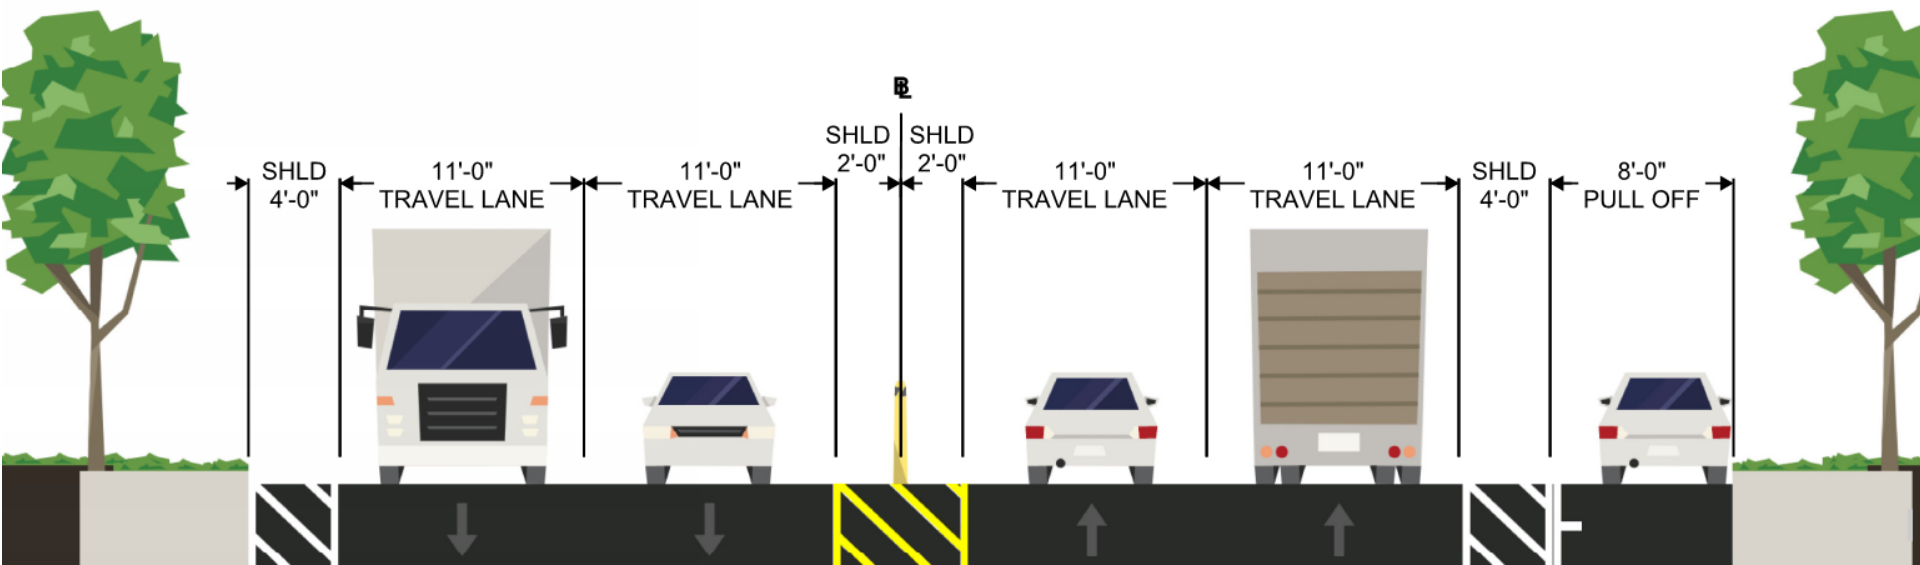 BL
SHLD
2'-0"
SHLD
2'-0"
SHLD
4'-0"
11'-0"
TRAVEL LANE
11'-0"
TRAVEL LANE
11'-0"
TRAVEL LANE
11'-0"
TRAVEL LANE
SHLD
4'-0"
8'-0"
PULL OFF